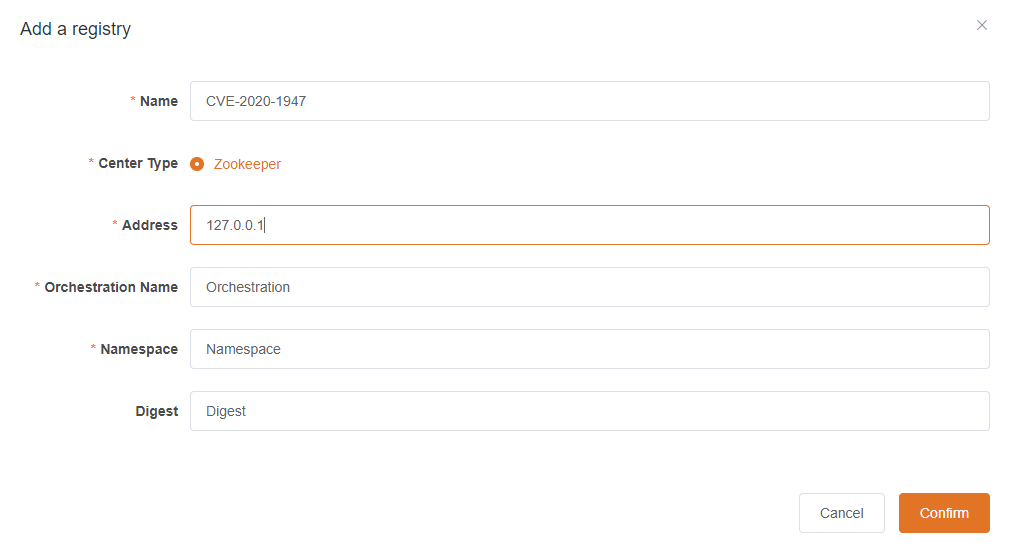 Add a registry
* Name CVE-2020-1947
* Center Type Zookeeper
* Address 127.0.0.1
* Orchestration Name Orchestration
* Namespace Namespace
Digest Digest
Cancel Confirm